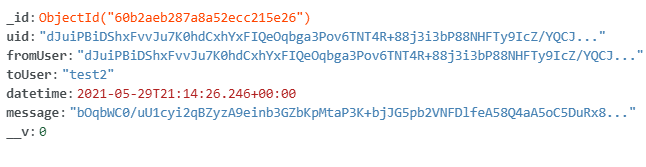 _id: ObjectId("60b2aeb287a8a52ecc215e26")
uid: "dJuiPBiDShxFvvJu7K0hdCxhYxFIQeOqbga3Pov6TNT4R+88j3i3bP88NHFTy9IcZ/YQCJ..."
fromUser: "dJuiPBiDShxFvvJu7K0hdCxhYxFIQeOqbga3Pov6TNT4R+88j3i3bP88NHFTy9IcZ/YQCJ..."
toUser: "test2"
datetime: 2021-05-29T21:14:26.246+00:00
message: "bOqbWC0/uU1cyi2qBZyzA9einb3GZbKpMtaP3K+bjJG5pb2VNFDlfeA58Q4aA5oC5DuRx8..."
__v: 0